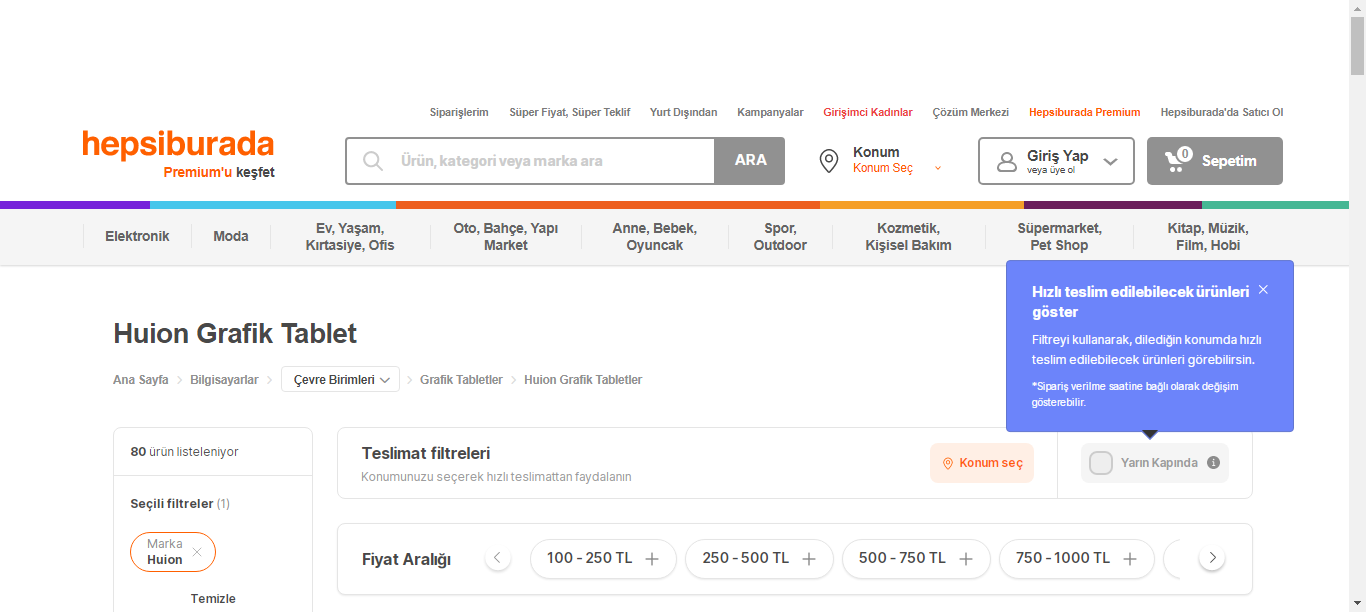 Siparişlerim Süper Fiyat, Süper Teklif Yurt Dışından Kampanyalar Girişimci Kadınlar Çözüm Merkezi Hepsiburada Premium Hepsiburada'da Satıcı Ol
hepsiburada
Premium'u keşfet
Ürün, kategori veya marka ara
ARA
Konum
Konum Seç
Giriş Yap
veya üye ol
0
Sepetim
Elektronik
Moda
Ev, Yaşam,
Kırtasiye, Ofis
Oto, Bahçe, Yapı
Market
Anne, Bebek,
Oyuncak
Spor,
Outdoor
Kozmetik,
Kişisel Bakım
Süpermarket,
Pet Shop
Kitap, Müzik,
Film, Hobi
Hızlı teslim edilebilecek ürünleri
göster
Filtreyi kullanarak, dilediğin konumda hızlı
teslim edilebilecek ürünleri görebilirsin.
*Sipariş verilme saatine bağlı olarak değişim
gösterebilir.
Huion Grafik Tablet
Ana Sayfa Bilgisayarlar Çevre Birimleri Grafik Tabletler Huion Grafik Tabletler
80 ürün listeleniyor
Seçili filtreler (1)
Marka
Huion
Temizle
Teslimat filtreleri
Konumunuzu seçerek hızlı teslimattan faydalanın
Konum seç
Yarın Kapında
Fiyat Aralığı
100 - 250 TL
250 - 500 TL
500 - 750 TL
750 - 1000 TL